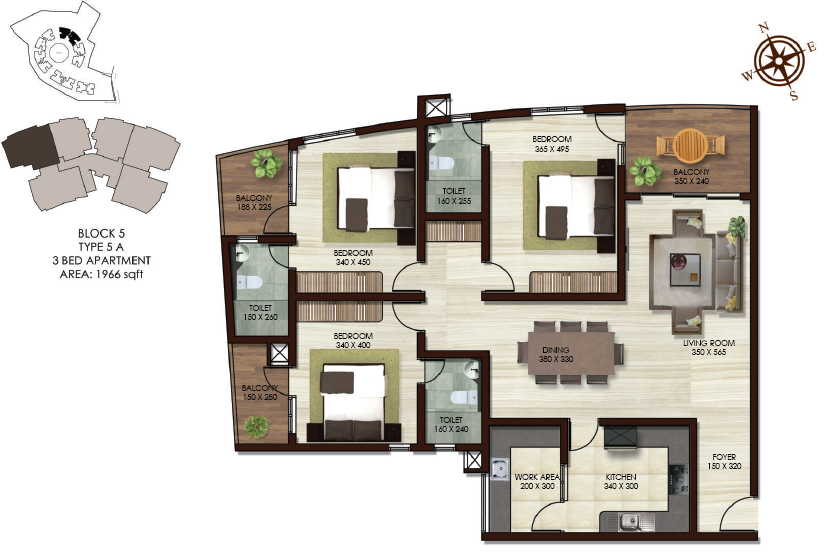 N
E
W
S
BLOCK 5
TYPE 5 A
3 BED APARTMENT
AREA: 1966 sqft
BALCONY
188 X 225
BEDROOM
340 X 450
TOILET
160 X 255
BEDROOM
365 X 495
BALCONY
350 X 240
TOILET
150 X 260
BEDROOM
340 X 400
DINING
380 X 330
LIVING ROOM
350 X 565
BALCONY
150 X 250
TOILET
160 X 240
WORK AREA
200 X 300
KITCHEN
340 X 300
FOYER
150 X 320